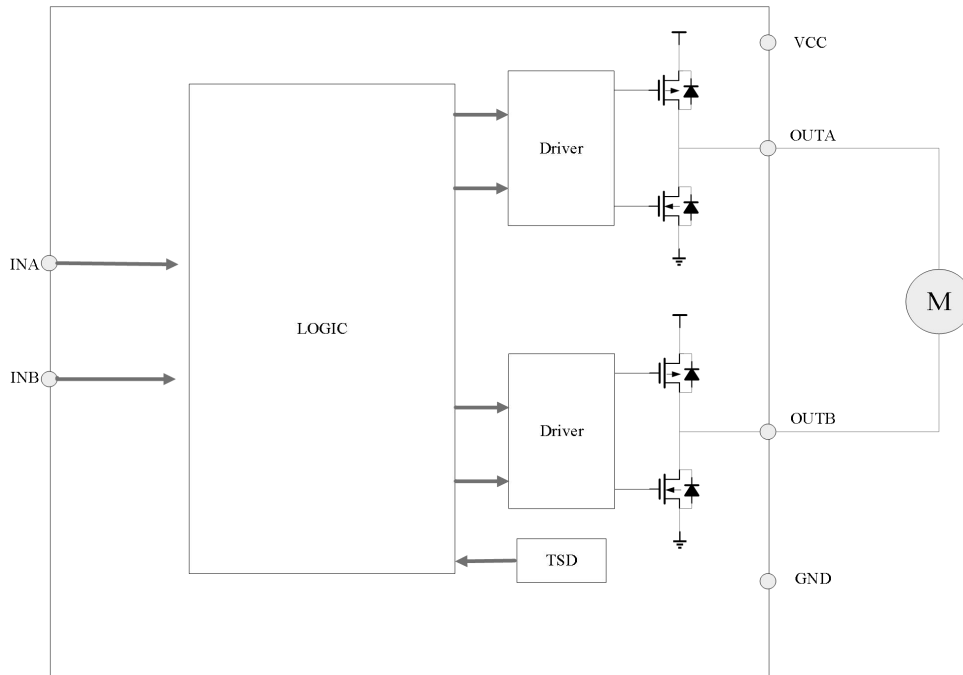 VCC
OUTA
Driver
INA
M
LOGIC
INB
OUTB
Driver
TSD
GND